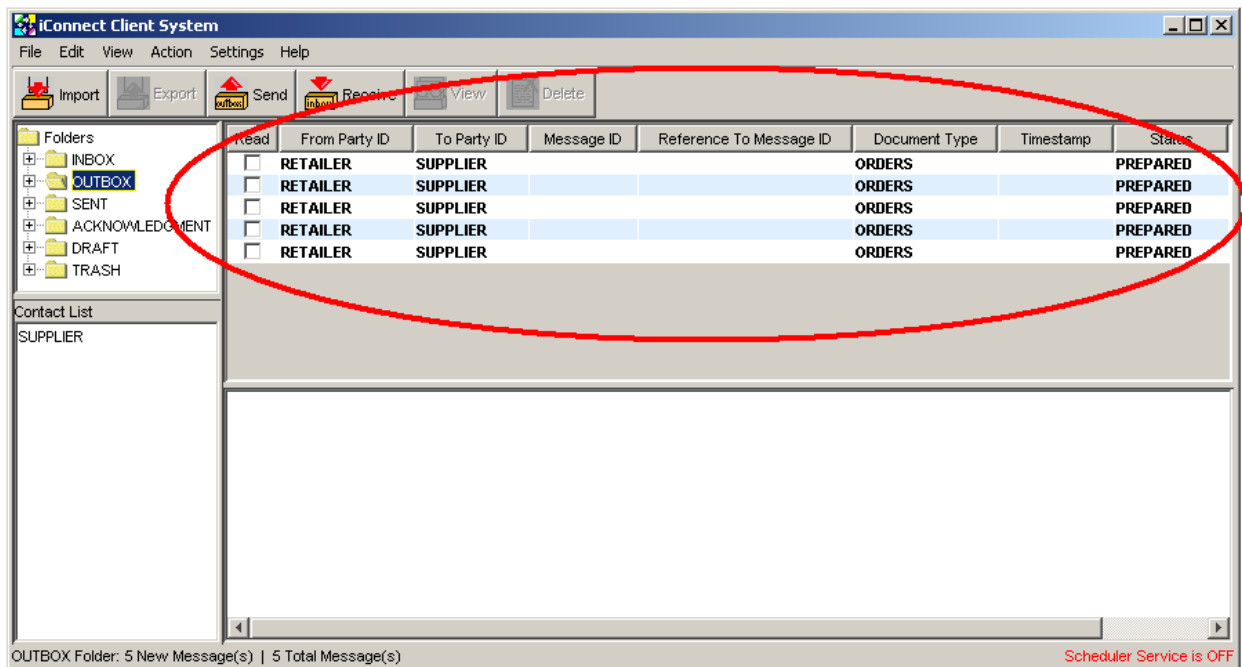 iConnect Client System
File Edit View Action Settings Help
Import Export outbox Send inbox Receive View Delete
Folders
INBOX
OUTBOX
SENT
ACKNOWLEDGMENT
DRAFT
TRASH
Contact List
SUPPLIER
Read From Party ID To Party ID Message ID Reference To Message ID Document Type Timestamp Status
RETAILER SUPPLIER ORDERS PREPARED
RETAILER SUPPLIER ORDERS PREPARED
RETAILER SUPPLIER ORDERS PREPARED
RETAILER SUPPLIER ORDERS PREPARED
RETAILER SUPPLIER ORDERS PREPARED
OUTBOX Folder: 5 New Message(s) | 5 Total Message(s) Scheduler Service is OFF